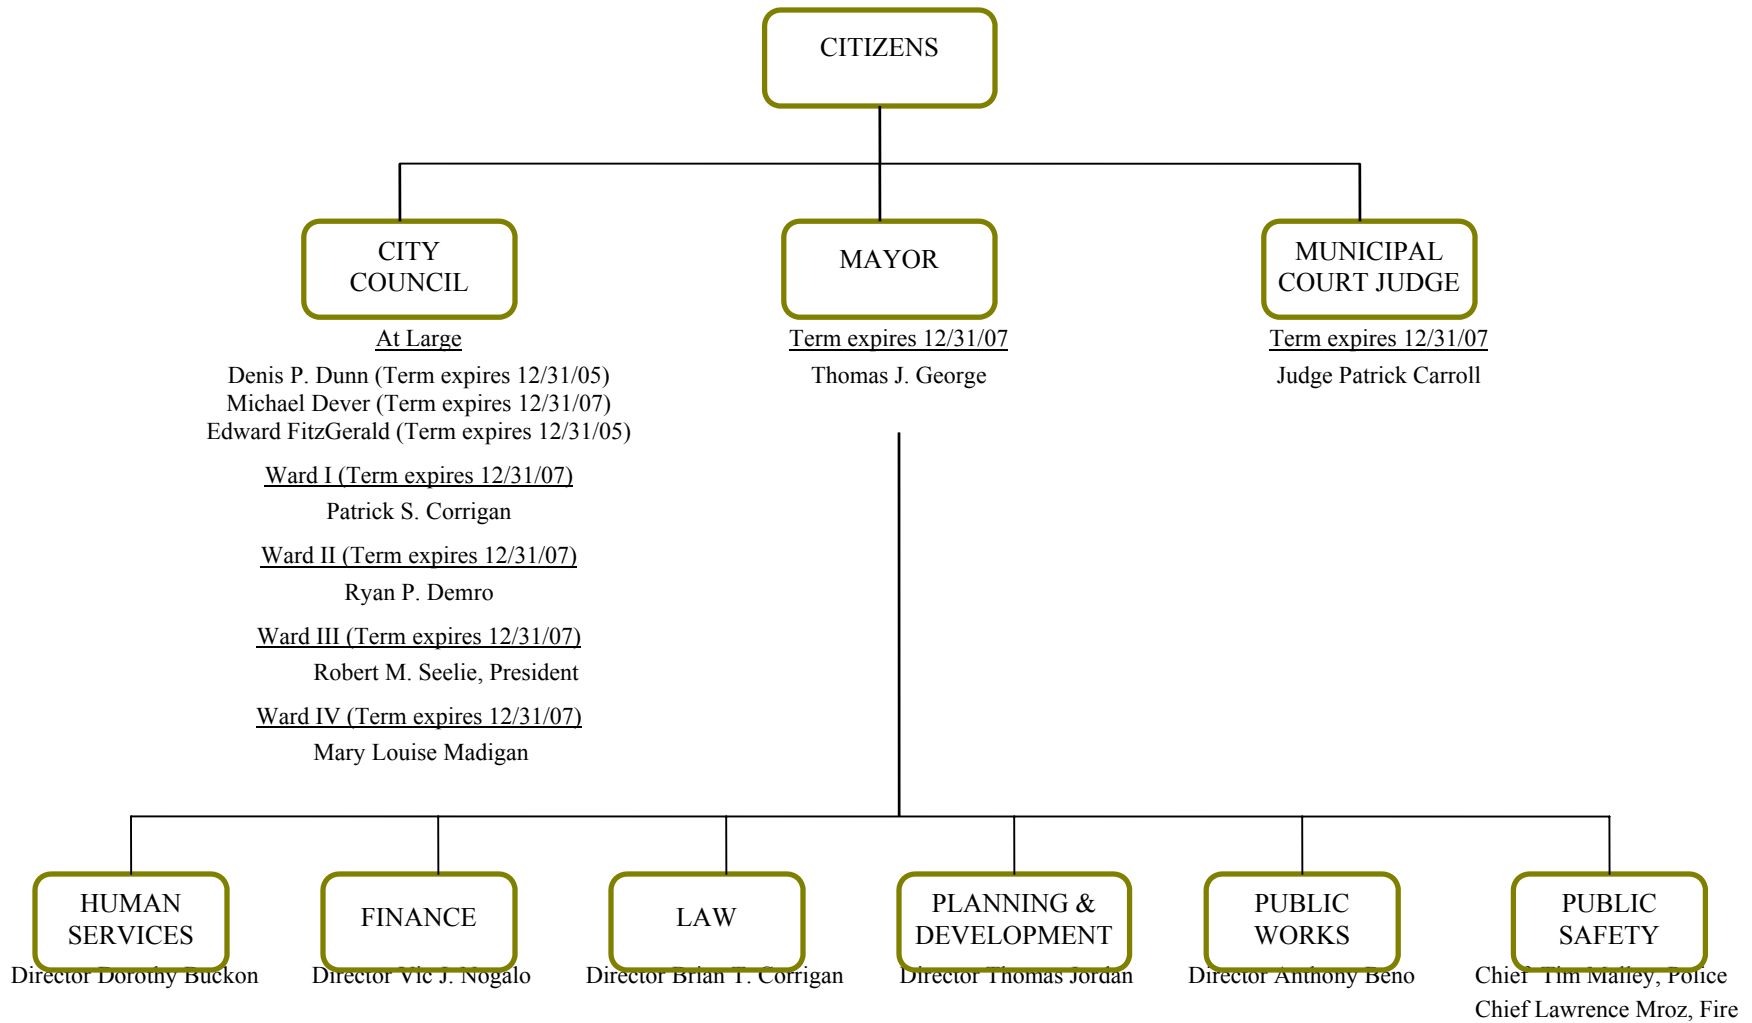 CITIZENS
CITY
COUNCIL
At Large
Denis P. Dunn (Term expires 12/31/05)
Michael Dever (Term expires 12/31/07)
Edward FitzGerald (Term expires 12/31/05)
Ward I (Term expires 12/31/07)
Patrick S. Corrigan
Ward II (Term expires 12/31/07)
Ryan P. Demro
Ward III (Term expires 12/31/07)
Robert M. Seelie, President
Ward IV (Term expires 12/31/07)
Mary Louise Madigan
MAYOR
Term expires 12/31/07
Thomas J. George
MUNICIPAL
COURT JUDGE
Term expires 12/31/07
Judge Patrick Carroll
HUMAN
SERVICES
Director Dorothy Buckon
FINANCE
Director Vic J. Nogalo
LAW
Director Brian T. Corrigan
PLANNING &
DEVELOPMENT
Director Thomas Jordan
PUBLIC
WORKS
Director Anthony Beno
PUBLIC
SAFETY
Chief Tim Malley, Police
Chief Lawrence Mroz, Fire